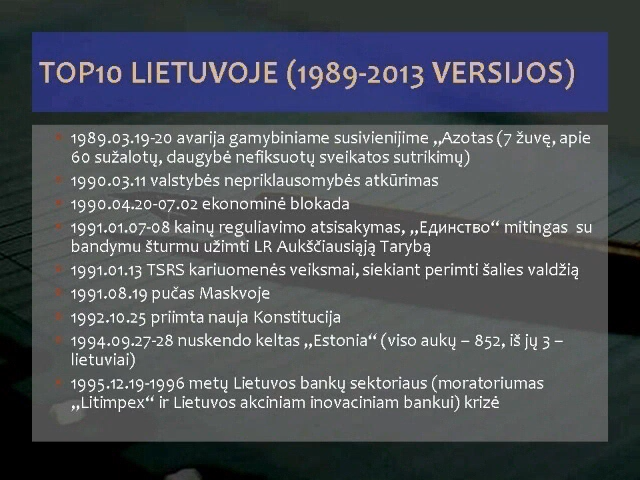 TOP10 LIETUVOJE (1989-2013 VERSIJOS)
1989.03.19-20 avarija gamybiniame susivienijime „Azotas (7 žuvę, apie
60 sužalotų, daugybė nefiksuotų sveikatos sutrikimų)
1990.03.11 valstybės nepriklausomybės atkūrimas
1990.04.20-07.02 ekonominė blokada
1991.01.07-08 kainų reguliavimo atsisakymas, „Единство“ mitingas su
bandymu šturmu užimti LR Aukščiausiąją Tarybą
1991.01.13 TSRS kariuomenės veiksmai, siekiant perimti šalies valdžią
1991.08.19 pučas Maskvoje
1992.10.25 priimta nauja Konstitucija
1994.09.27-28 nuskendo keltas „Estonia“ (viso aukų – 852, iš jų 3 –
lietuviai)
1995.12.19-1996 metų Lietuvos bankų sektoriaus (moratoriumas
„Litimpex“ ir Lietuvos akciniam inovaciniam bankui) krizė